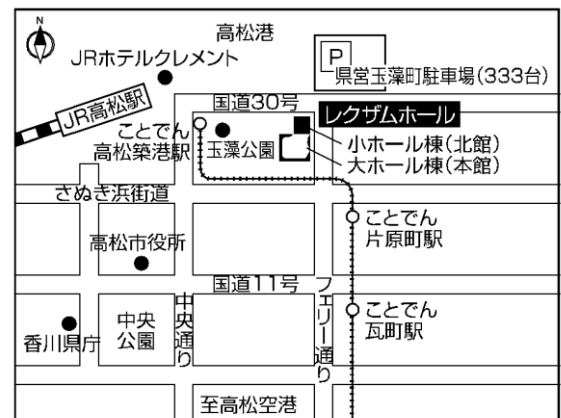 N
高松港
JRホテルクレメント
P
県営玉藻町駐車場(333台)
JR高松駅
国道30号
レクザムホール
ことでん
高松築港駅
玉藻公園
小ホール棟(北館)
大ホール棟(本館)
さぬき浜街道
ことでん
片原町駅
高松市役所
国道11号
中央通り
フェリー通り
ことでん
瓦町駅
香川県庁
中央
公園
至高松空港